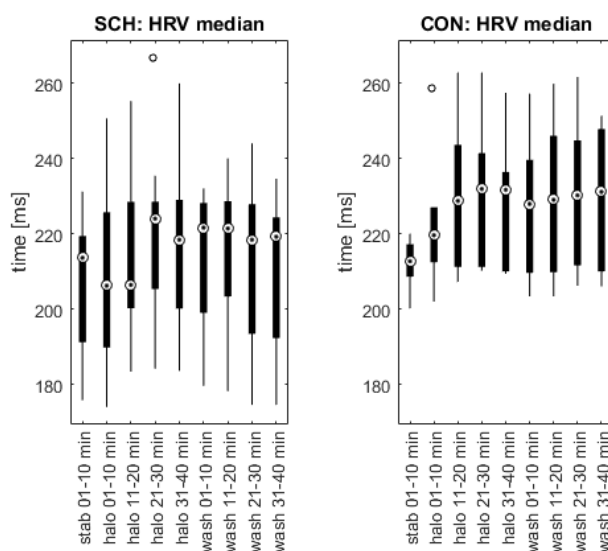 SCH: HRV median
time [ms]
260
240
220
200
180
stab 01-10 min
halo 01-10 min
halo 11-20 min
halo 21-30 min
halo 31-40 min
wash 01-10 min
wash 11-20 min
wash 21-30 min
wash 31-40 min
CON: HRV median
time [ms]
260
240
220
200
180
stab 01-10 min
halo 01-10 min
halo 11-20 min
halo 21-30 min
halo 31-40 min
wash 01-10 min
wash 11-20 min
wash 21-30 min
wash 31-40 min